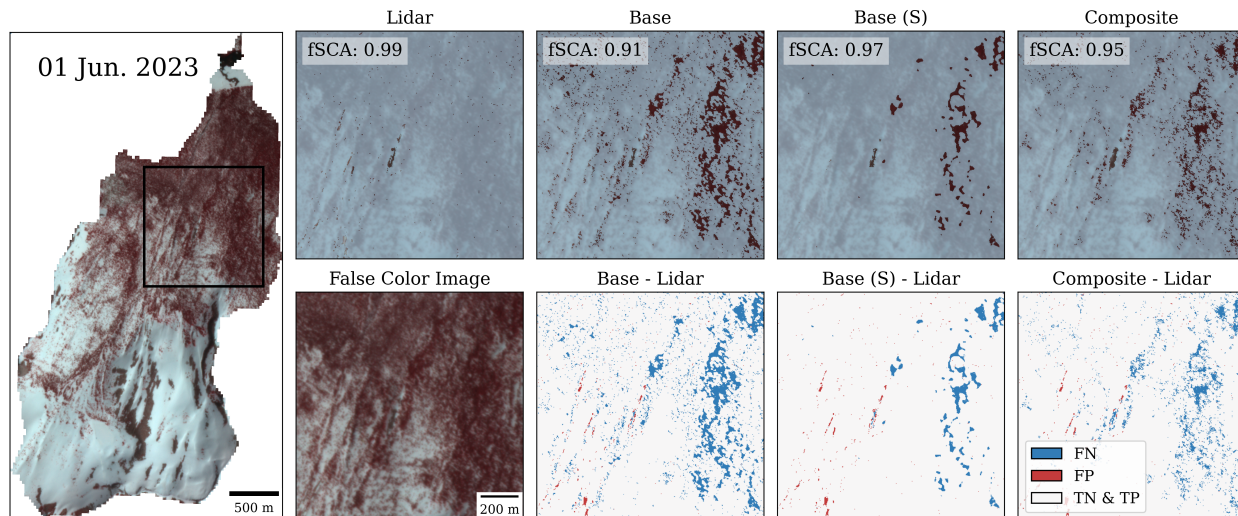 Lidar
Base
Base (S)
Composite
01 Jun. 2023
fSCA: 0.99
fSCA: 0.91
fSCA: 0.97
fSCA: 0.95
False Color Image
Base - Lidar
Base (S) - Lidar
Composite - Lidar
FN
FP
TN & TP
500 m
200 m